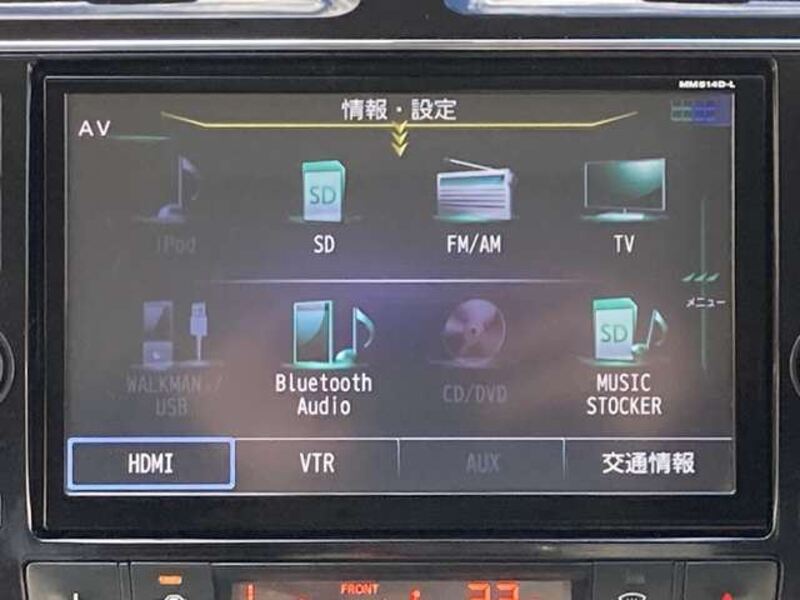 MM514D-L
情報・設定
AV
iPod
SD
SD
FM/AM
TV
メニュー
WALKMAN /
USB
Bluetooth
Audio
CD/DVD
SD
MUSIC
STOCKER
HDMI
VTR
AUX
交通情報
FRONT